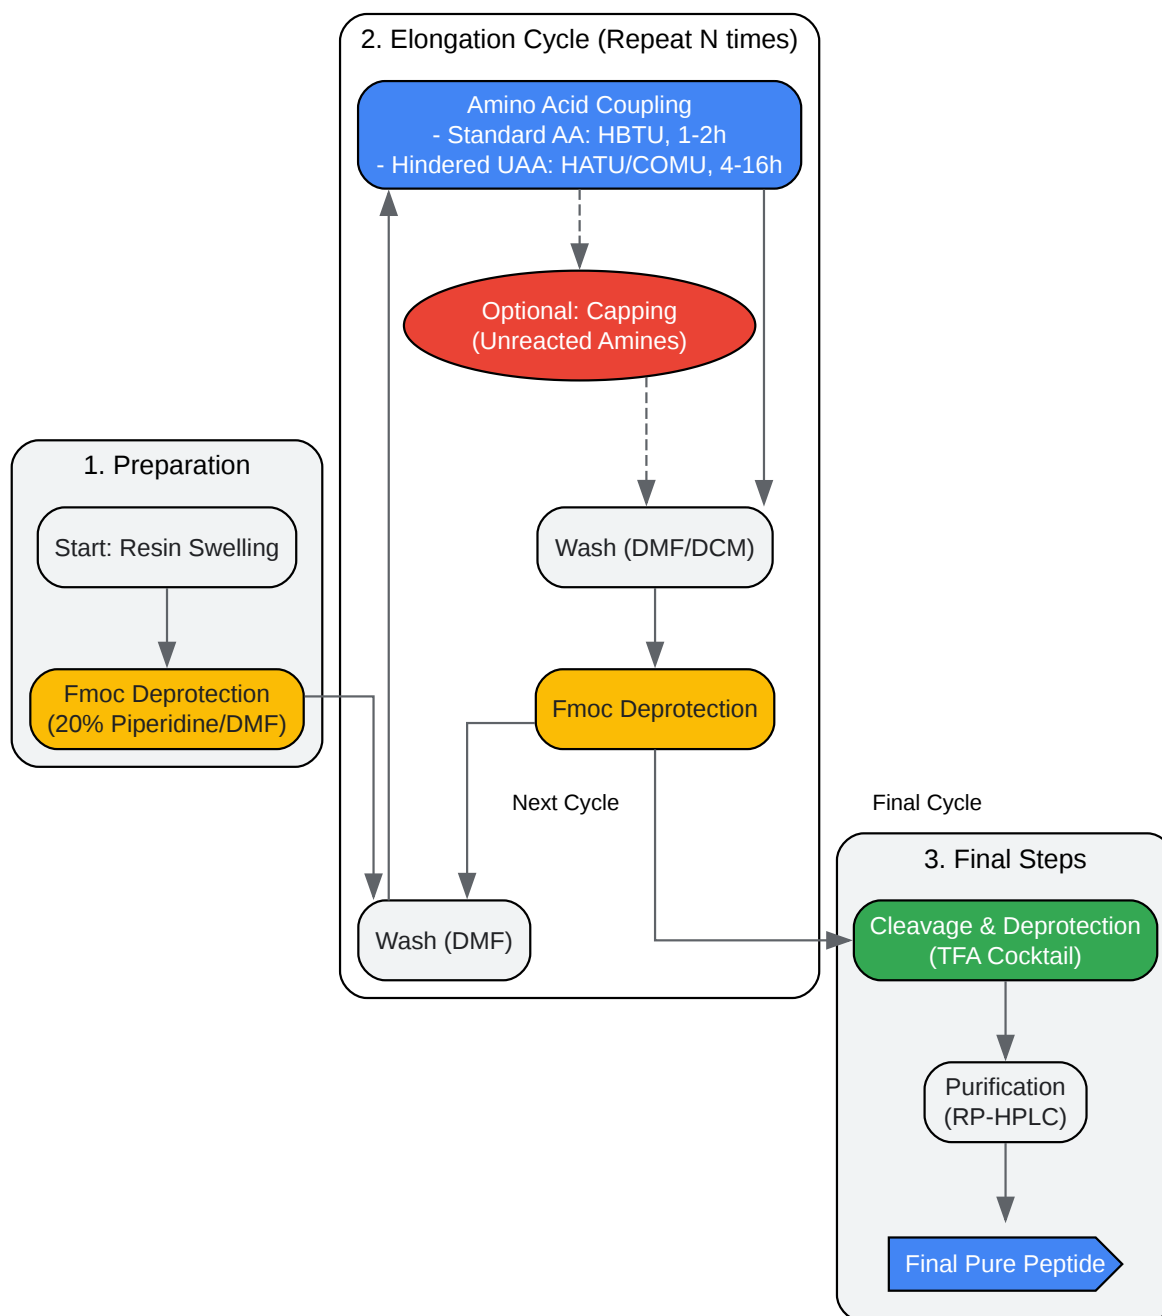 2. Elongation Cycle (Repeat N times)
Amino Acid Coupling
- Standard AA: HBTU, 1-2h
- Hindered UAA: HATU/COMU, 4-16h
Optional: Capping
(Unreacted Amines)
1. Preparation
Start: Resin Swelling
Fmoc Deprotection
(20% Piperidine/DMF)
Wash (DMF/DCM)
Fmoc Deprotection
Next Cycle
Wash (DMF)
Final Cycle
3. Final Steps
Cleavage & Deprotection
(TFA Cocktail)
Purification
(RP-HPLC)
Final Pure Peptide